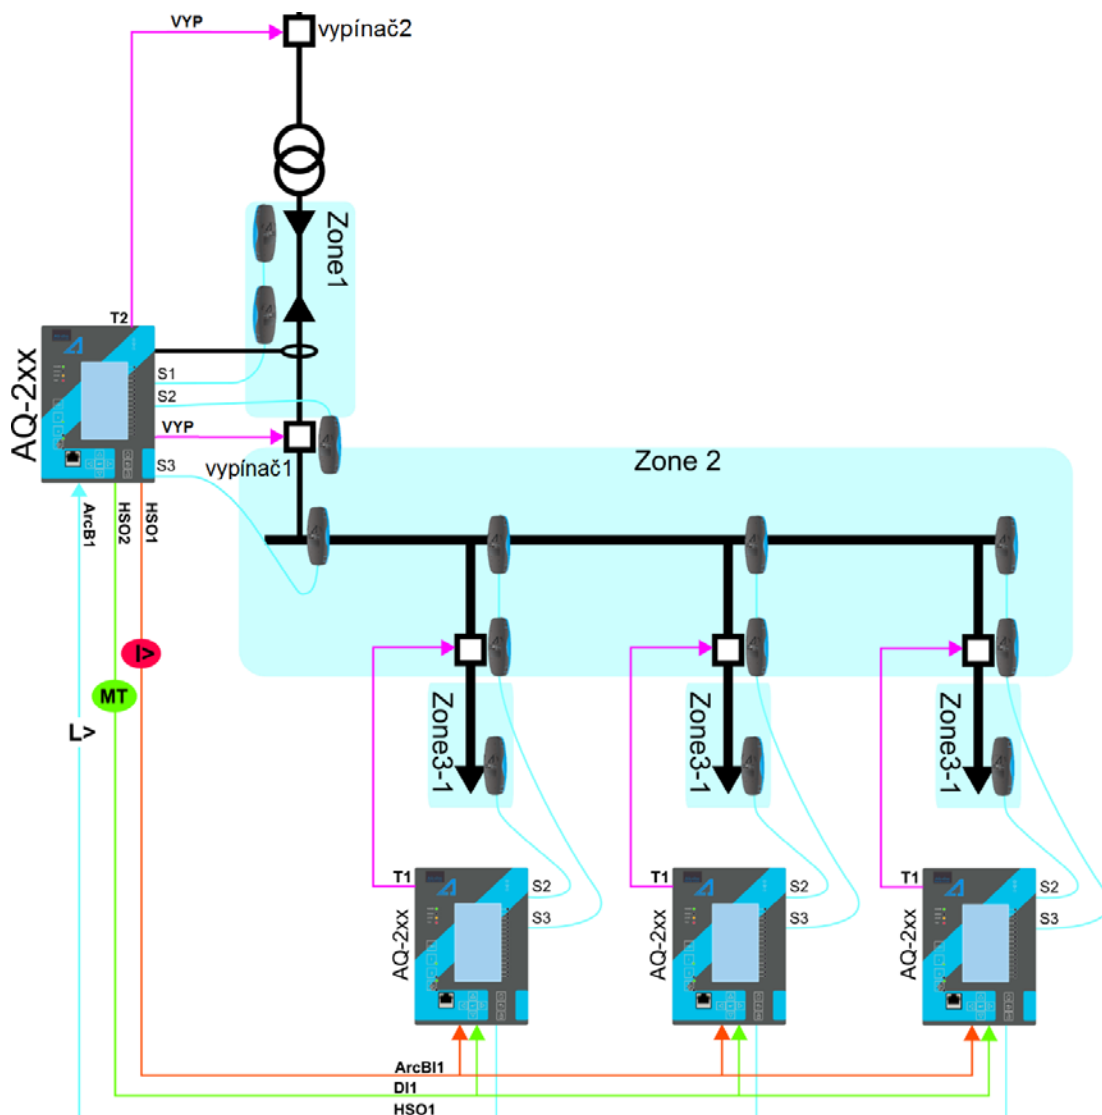 VYP
vypínač2
Zone1
T2
AQ-2xx
S1
S2
VYP
vypínač1
S3
Zone 2
ArcB1
HSO2
HSO1
I>
MT
L>
Zone3-1
Zone3-1
Zone3-1
T1
S2
S3
AQ-2xx
T1
S2
S3
AQ-2xx
T1
S2
S3
AQ-2xx
ArcBI1
DI1
HSO1